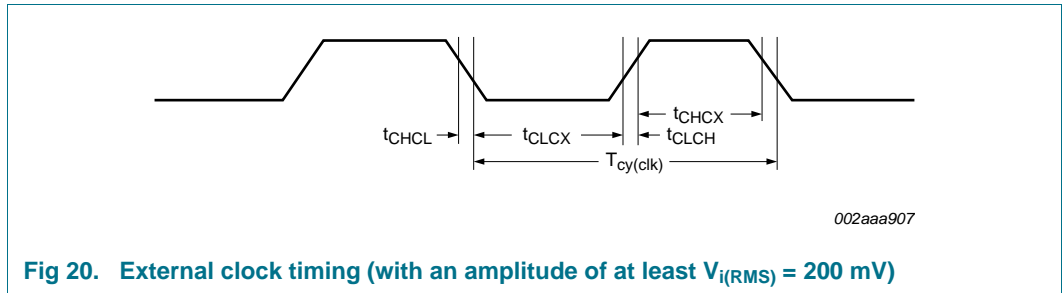 tCHCX
tCHCL tCLCX tCLCH
Tcy(clk)
002aaa907
Fig 20. External clock timing (with an amplitude of at least Vi(RMS) = 200 mV)